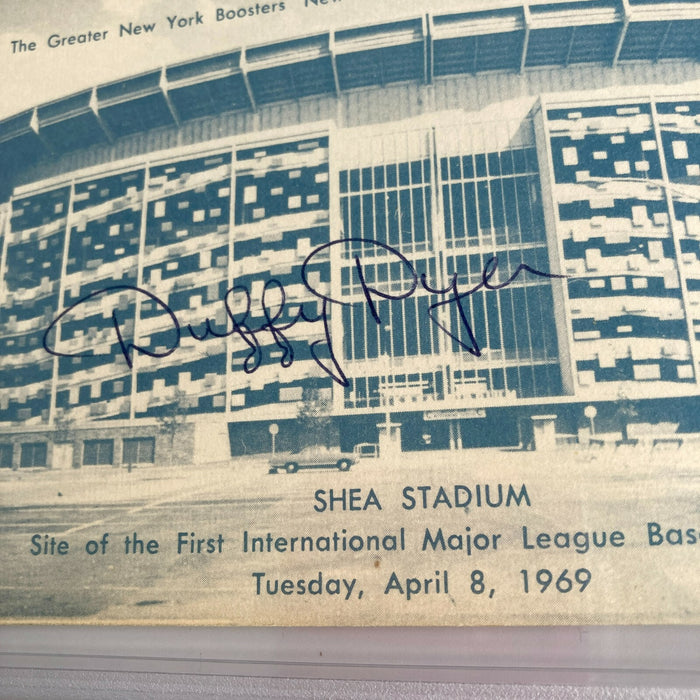 The Greater New York Boosters
Duffy Dyer
SHEA STADIUM
Site of the First International Major League Bas
Tuesday, April 8, 1969